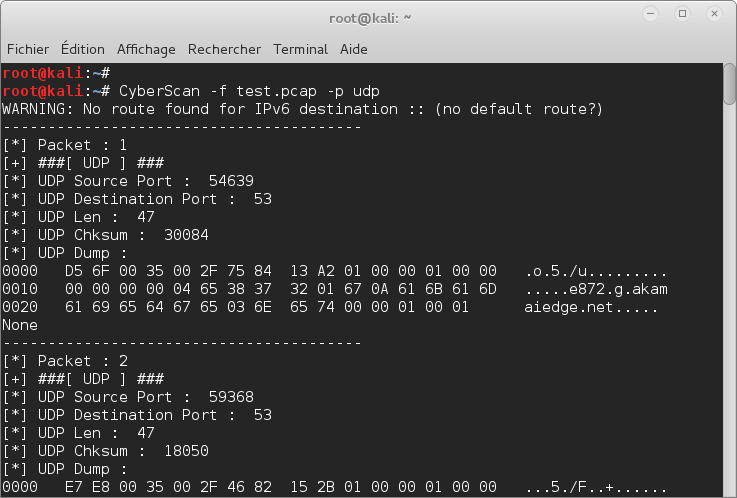 root@kali: ~
Fichier Édition Affichage Rechercher Terminal Aide
root@kali:~#
root@kali:~# CyberScan -f test.pcap -p udp
WARNING: No route found for IPv6 destination :: (no default route?)
---------------------------------------
[*] Packet : 1
[+] ###[ UDP ] ###
[*] UDP Source Port :  54639
[*] UDP Destination Port :  53
[*] UDP Len :  47
[*] UDP Chksum :  30084
[*] UDP Dump :
0000   D5 6F 00 35 00 2F 75 84  13 A2 01 00 00 01 00 00   .o.5./u.........
0010   00 00 00 00 04 65 38 37  32 01 67 0A 61 6B 61 6D   .....e872.g.akam
0020   61 69 65 64 67 65 03 6E  65 74 00 00 01 00 01      aiedge.net.....
None
---------------------------------------
[*] Packet : 2
[+] ###[ UDP ] ###
[*] UDP Source Port :  59368
[*] UDP Destination Port :  53
[*] UDP Len :  47
[*] UDP Chksum :  18050
[*] UDP Dump :
0000   E7 E8 00 35 00 2F 46 82  15 2B 01 00 00 01 00 00   ...5./F..+......